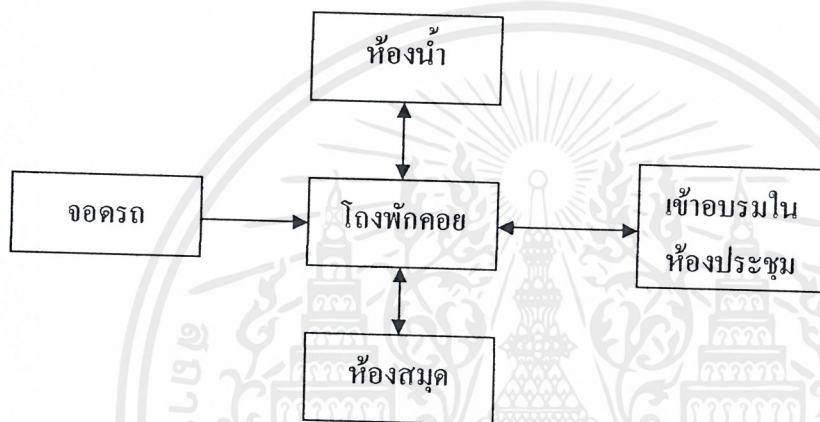 ห้องน้ำ
จอดรถ
โถงพักคอย
เข้าอบรมใน
ห้องประชุม
ห้องสมุด